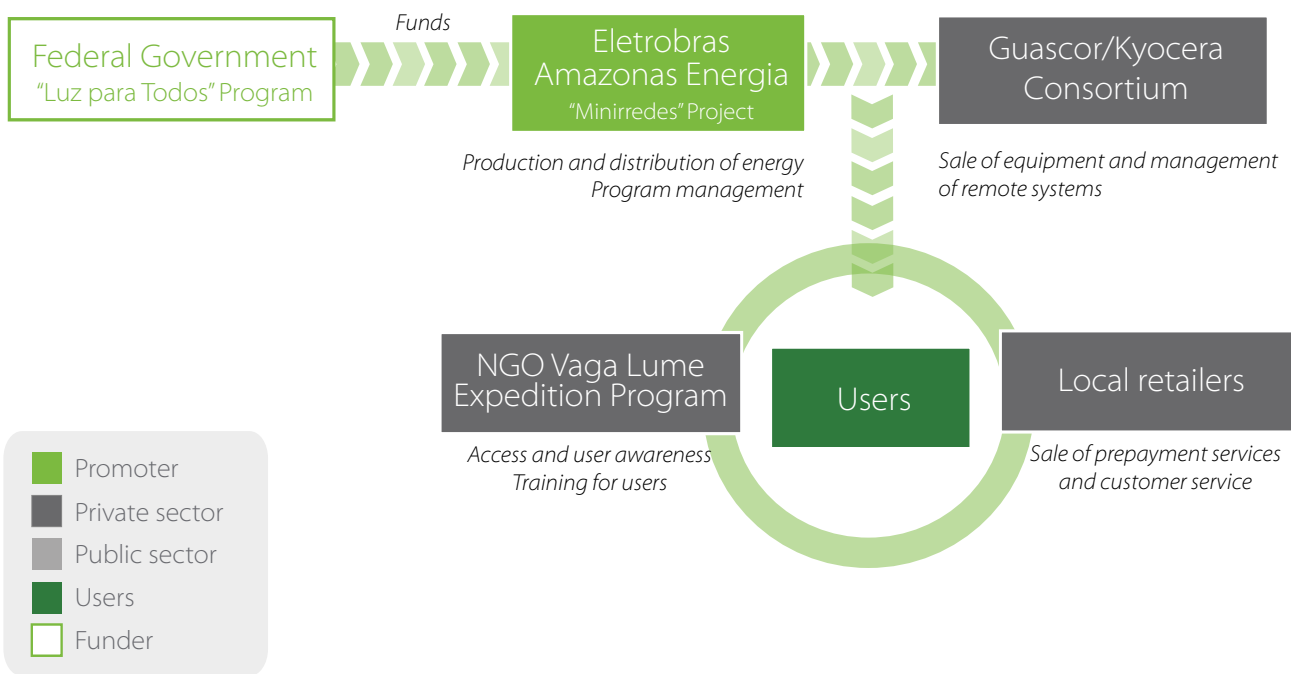 Funds
Federal Government
“Luz para Todos” Program
Eletrobras
Amazonas Energia
“Minirredes” Project
Guascor/Kyocera
Consortium
Production and distribution of energy
Program management
Sale of equipment and management
of remote systems
NGO Vaga Lume
Expedition Program
Users
Local retailers
Access and user awareness
Training for users
Sale of prepayment services
and customer service
Promoter
Private sector
Public sector
Users
Funder